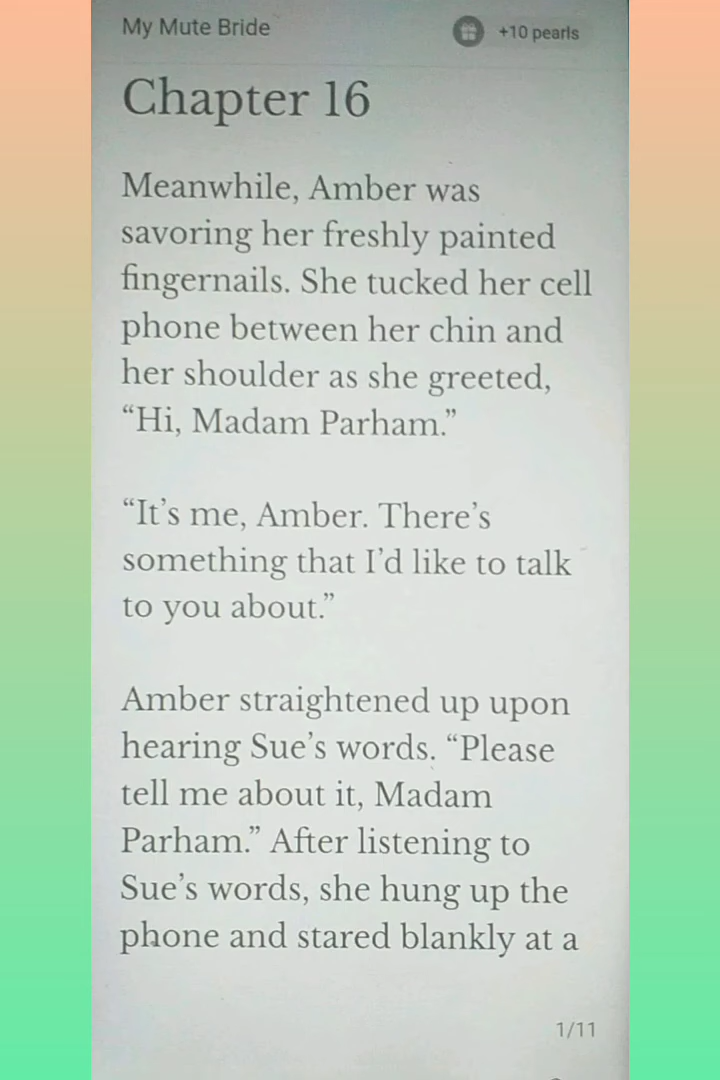 My Mute Bride
+10 pearls
Chapter 16
Meanwhile, Amber was
savoring her freshly painted
fingernails. She tucked her cell
phone between her chin and
her shoulder as she greeted,
“Hi, Madam Parham.”
“It’s me, Amber. There’s
something that I’d like to talk
to you about.”
Amber straightened up upon
hearing Sue’s words. “Please
tell me about it, Madam
Parham.” After listening to
Sue’s words, she hung up the
phone and stared blankly at a
1/11